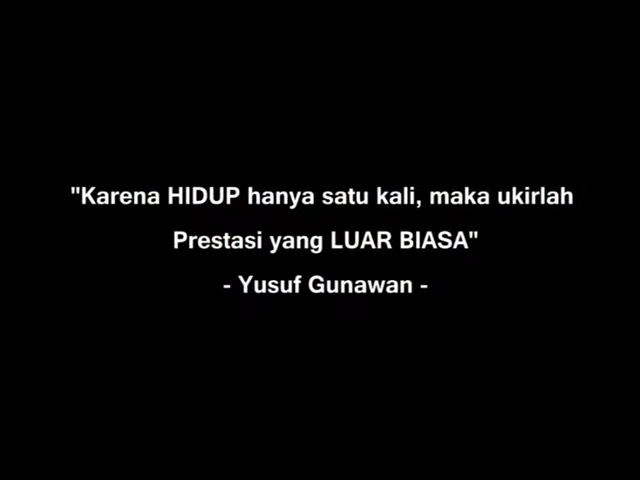 "Karena HIDUP hanya satu kali, maka ukirlah
Prestasi yang LUAR BIASA"
- Yusuf Gunawan -